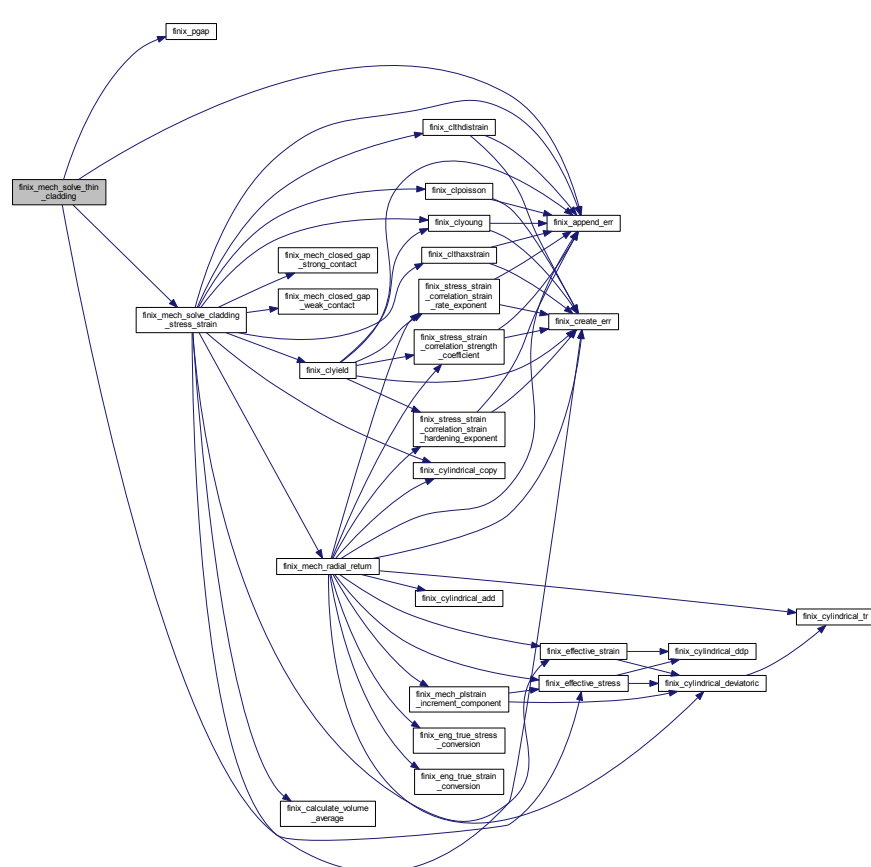 finix_pgap
finix_clthdistrain
finix_mech_solve_thin
_cladding
finix_clpoisson
finix_clyoung
finix_append_err
finix_mech_closed_gap
_strong_contact
finix_clthaxstrain
finix_mech_closed_gap
_weak_contact
finix_stress_strain
_correlation_strain
_rate_exponent
finix_mech_solve_cladding
_stress_strain
finix_create_err
finix_stress_strain
_correlation_strength
_coefficient
finix_clyield
finix_stress_strain
_correlation_strain
_hardening_exponent
finix_cylindrical_copy
finix_mech_radial_return
finix_cylindrical_add
finix_cylindrical_tr
finix_effective_strain
finix_cylindrical_ddp
finix_effective_stress
finix_cylindrical_deviatoric
finix_mech_plstrain
_increment_component
finix_eng_true_stress
_conversion
finix_eng_true_strain
_conversion
finix_calculate_volume
_average